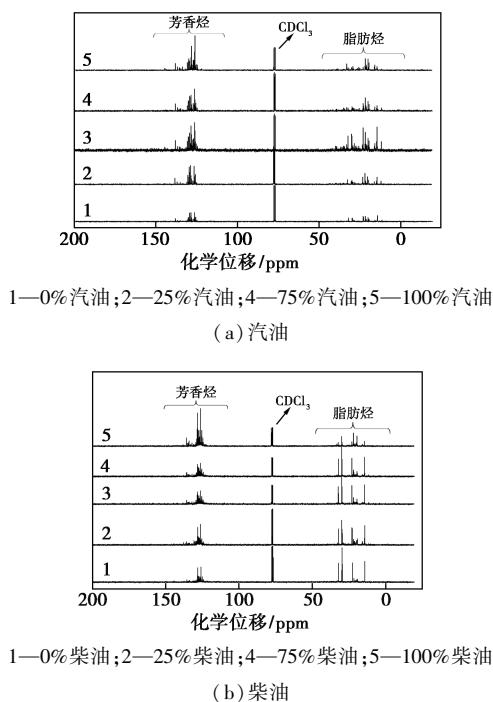 芳香烃
CDCl3
脂肪烃
5
4
3
2
1
200 150 100 50 0
化学位移/ppm
1—0%汽油;2—25%汽油;4—75%汽油;5—100%汽油
(a)汽油
芳香烃
CDCl3
脂肪烃
5
4
3
2
1
200 150 100 50 0
化学位移/ppm
1—0%柴油;2—25%柴油;4—75%柴油;5—100%柴油
(b)柴油